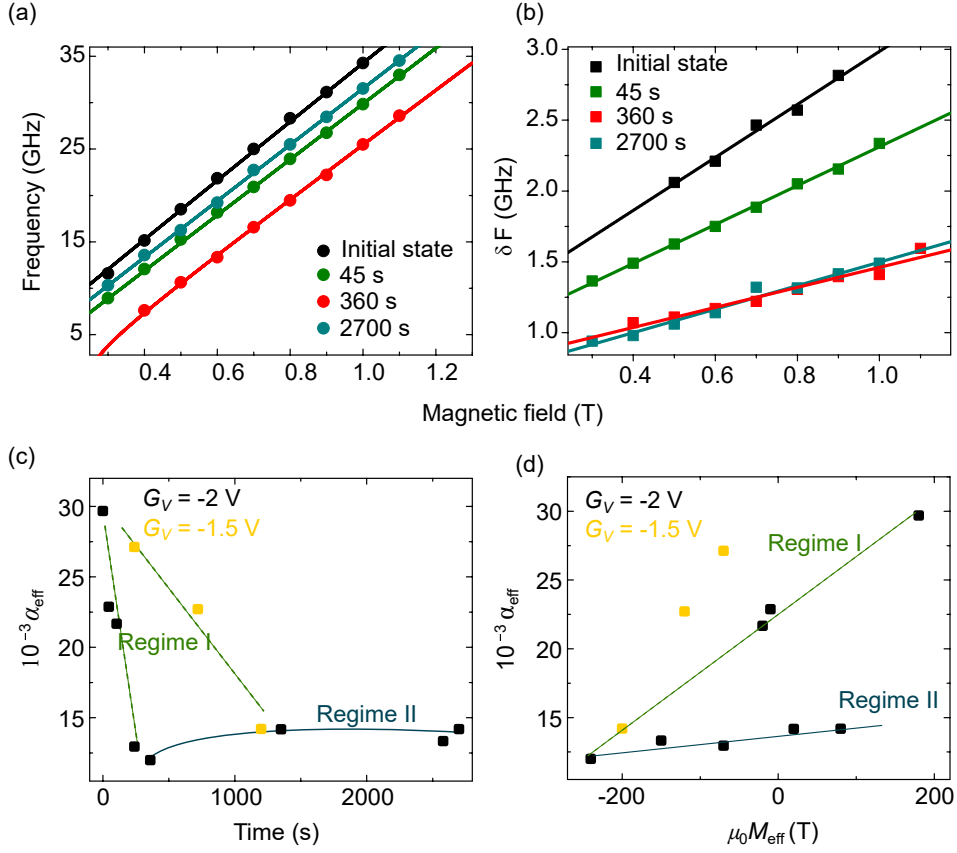 (a)
(b)
35
25
15
5
Frequency (GHz)
Initial state
45 s
360 s
2700 s
0.4 0.6 0.8 1.0 1.2
3.0
2.5
2.0
1.5
1.0
δ F (GHz)
Initial state
45 s
360 s
2700 s
0.4 0.6 0.8 1.0
Magnetic field (T)
(c)
(d)
G_V = -2 V
G_V = -1.5 V
30
25
20
15
10
10⁻³ α_eff
Regime I
Regime II
0 1000 2000
Time (s)
G_V = -2 V
G_V = -1.5 V
30
25
20
15
10
10⁻³ α_eff
Regime I
Regime II
-200 0 200
μ₀M_eff (T)